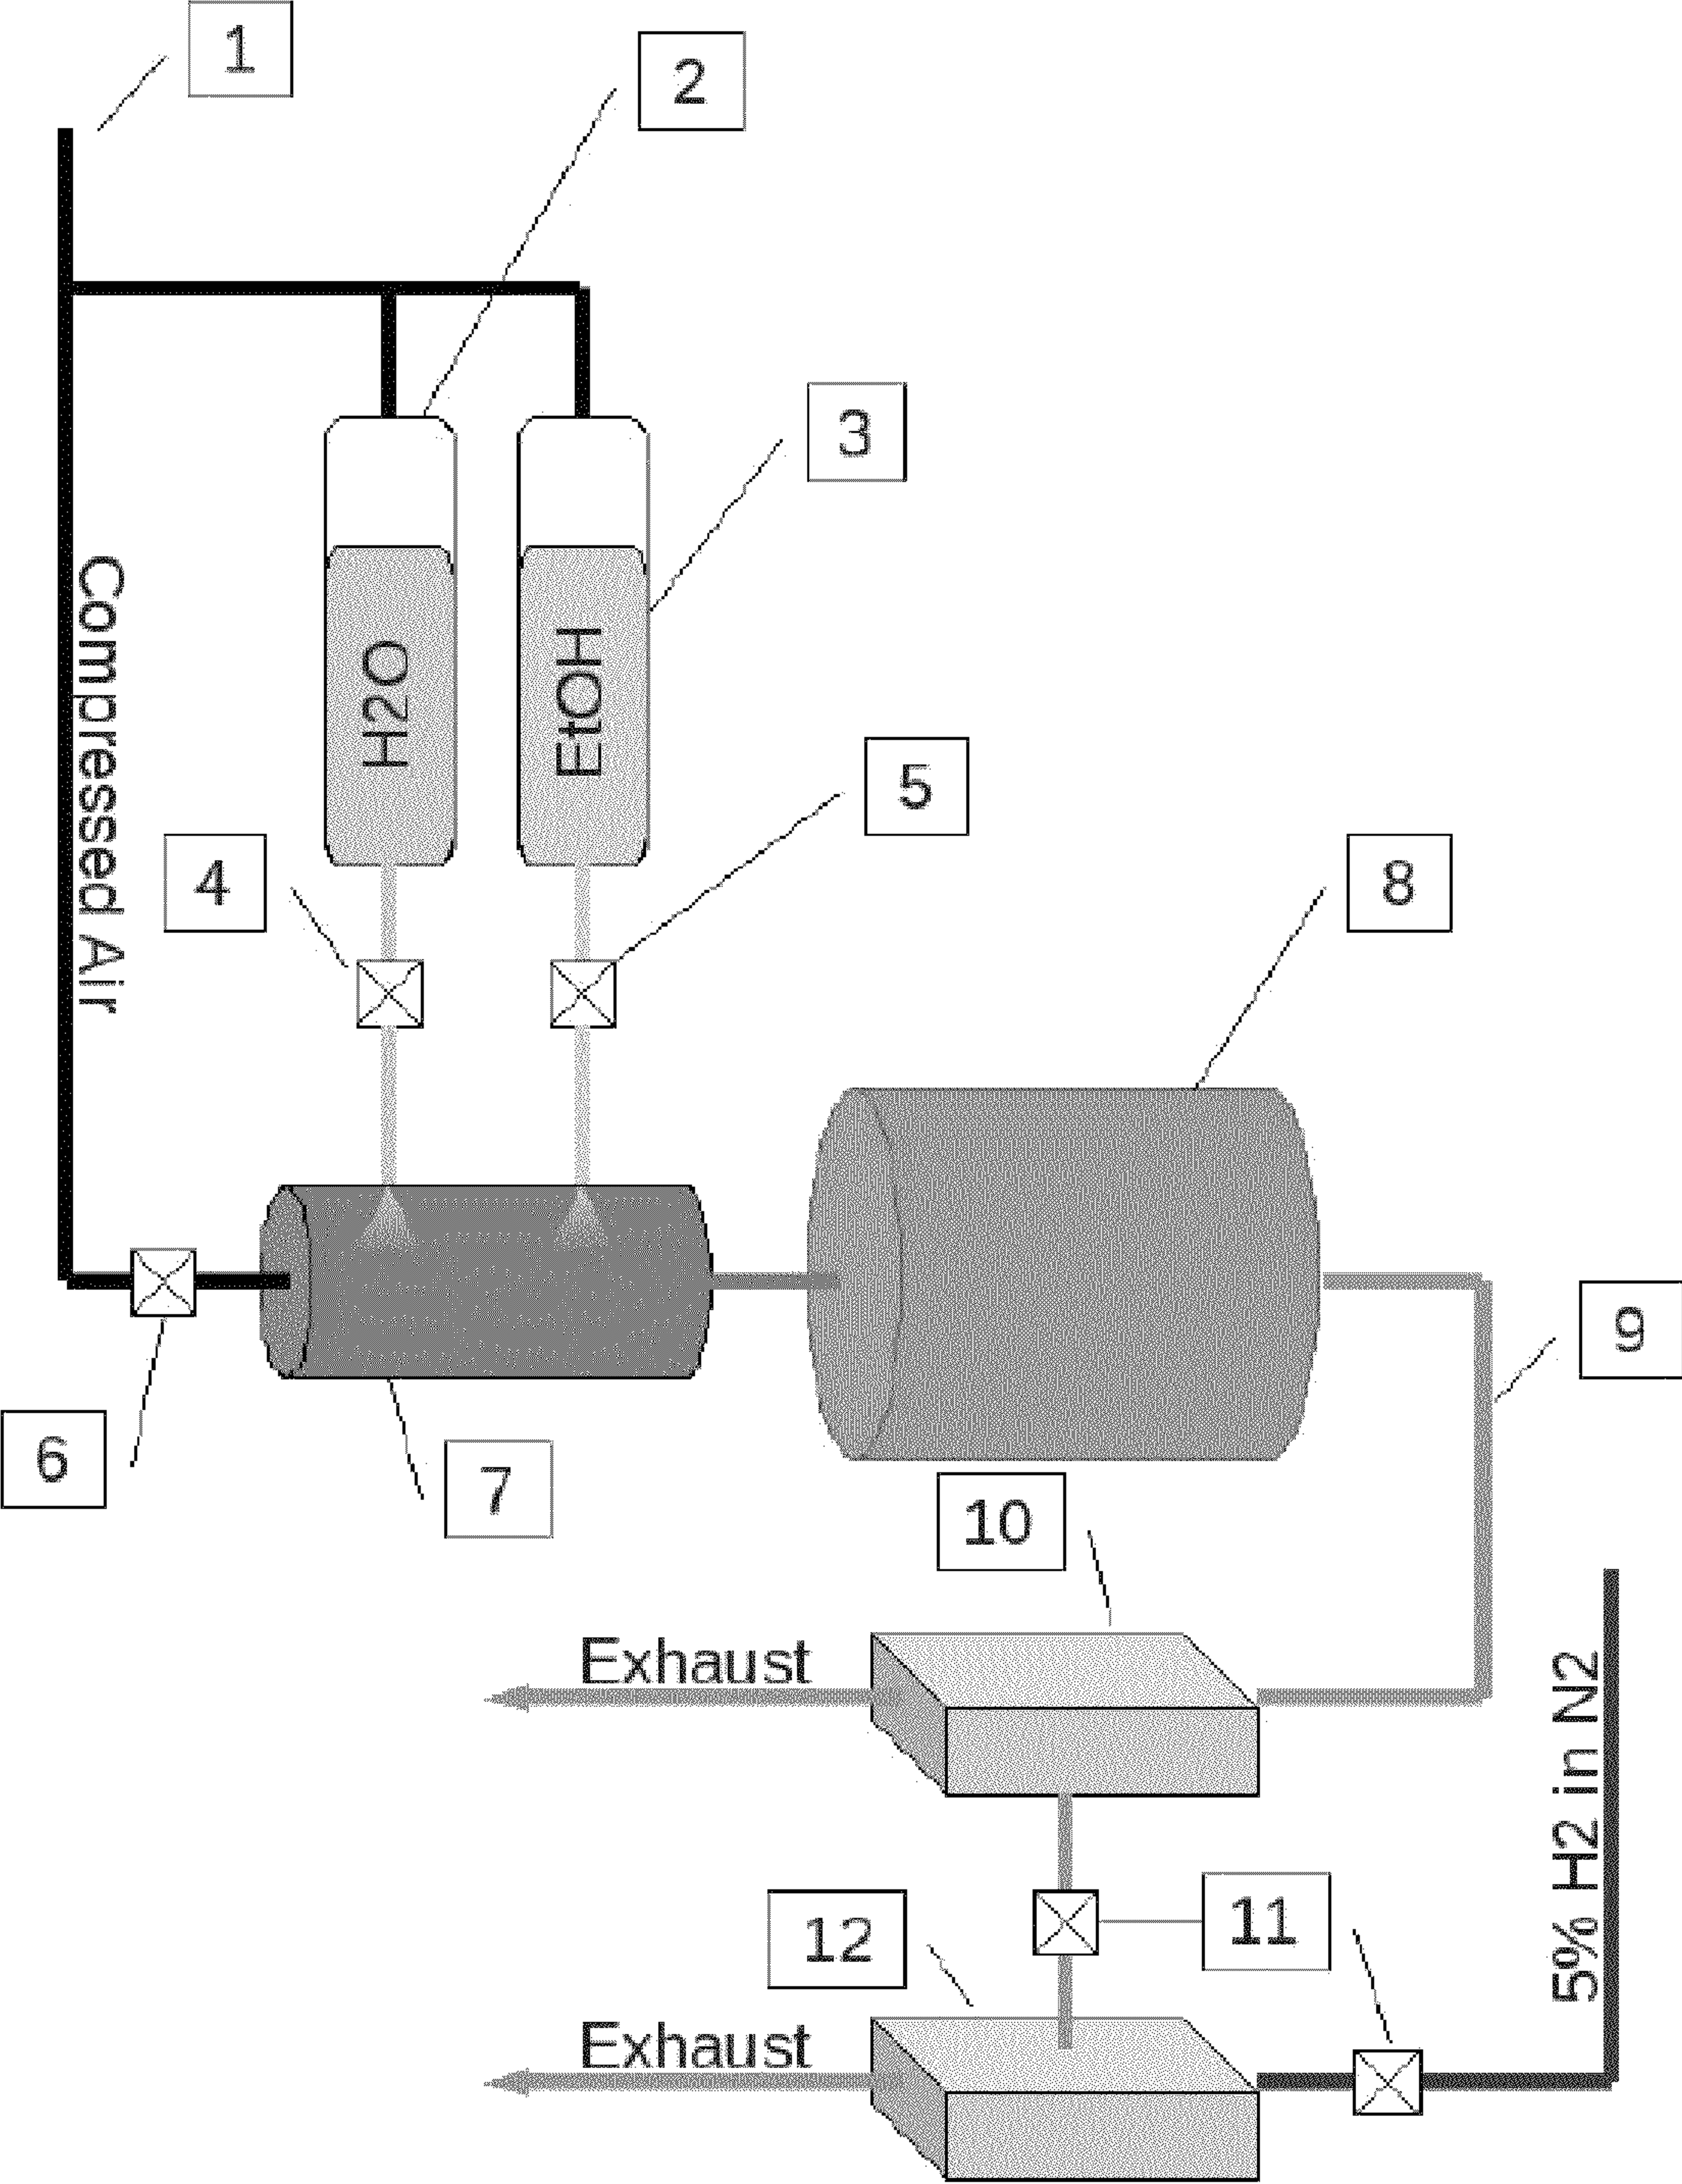 1
2
3
Compressed Air
H2O
EtOH
5
4
8
9
6
7
10
Exhaust
5% H2 in N2
11
12
Exhaust